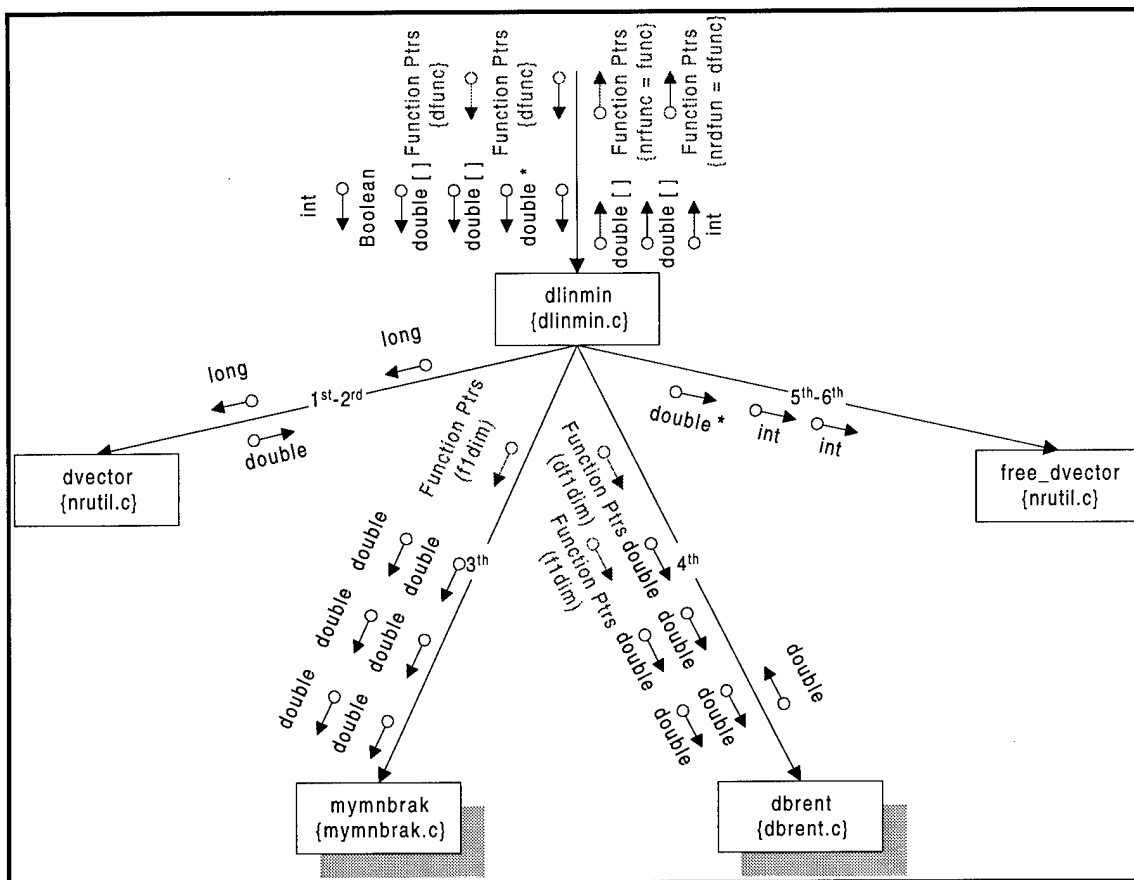 Function Ptrs
{dfunc}
Function Ptrs
{dfunc}
Function Ptrs
{nrfunc = func}
Function Ptrs
{nrdfun = dfunc}
int
Boolean
double [ ]
double [ ]
double *
double [ ]
double [ ]
int
dlinmin
{dlinmin.c}
long
long
1st-2rd
double
dvector
{nrutil.c}
5th-6th
double *
int
int
free_dvector
{nrutil.c}
Function Ptrs
(f1dim)
3th
double
double
double
double
double
double
mymnbrak
{mymnbrak.c}
Function Ptrs
(df1dim)
Function Ptrs
(f1dim)
4th
double
double
double
double
double
double
dbrent
{dbrent.c}